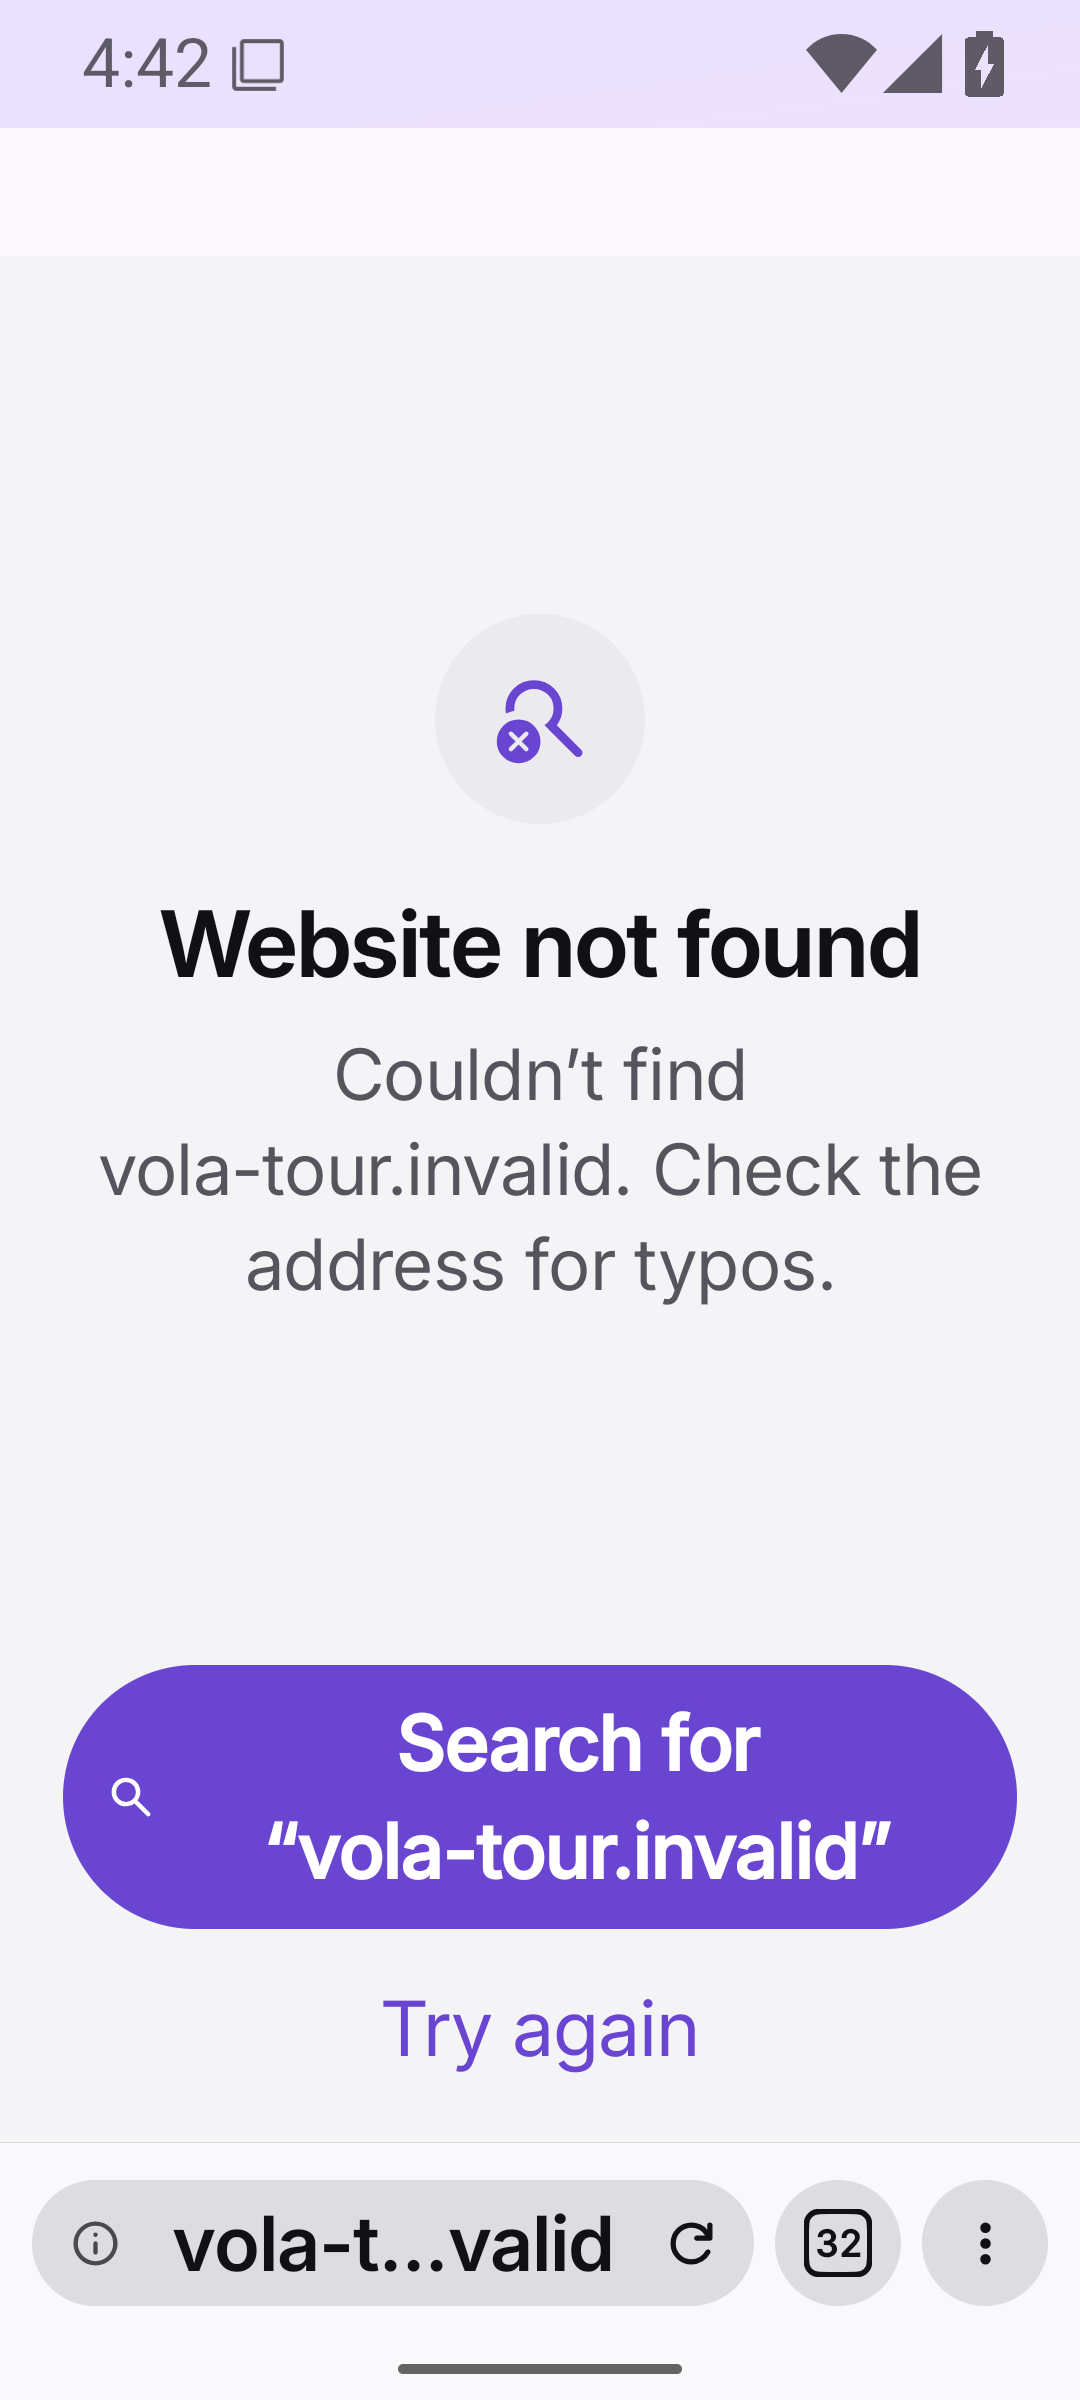 4:42
Website not found
Couldn’t find
vola-tour.invalid. Check the
address for typos.
Search for
“vola-tour.invalid”
Try again
vola-t...valid
32